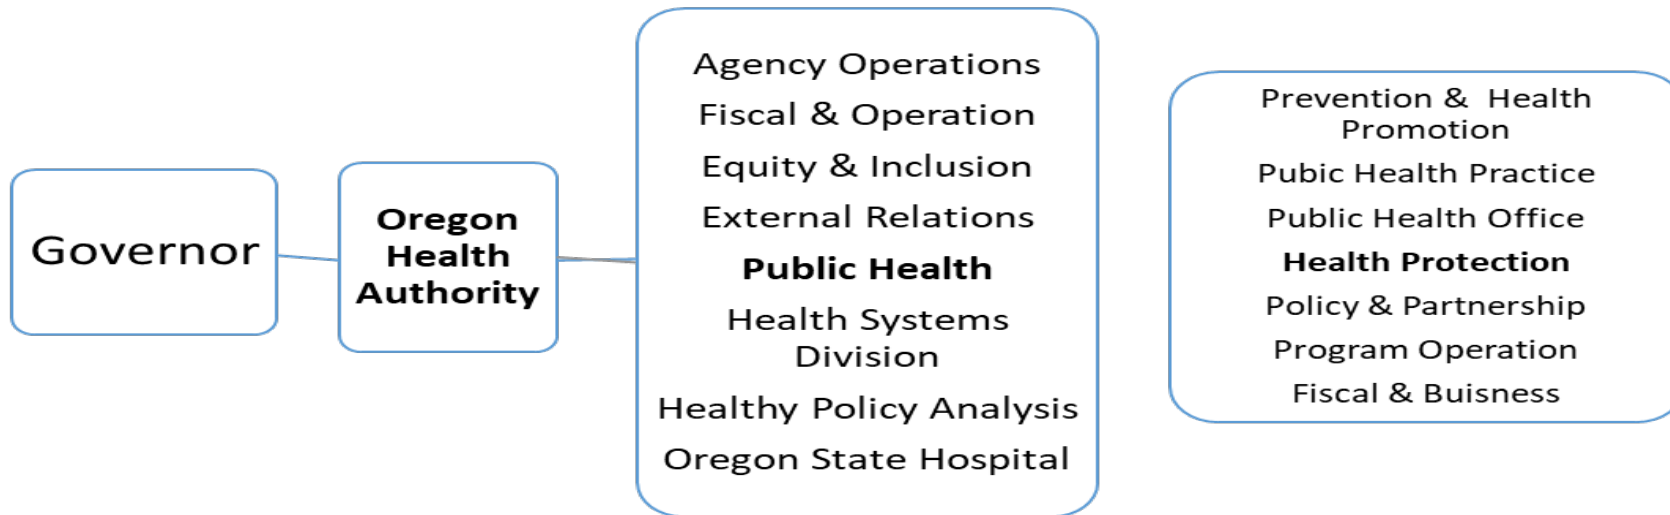 Governor
Oregon
Health
Authority
Agency Operations
Fiscal & Operation
Equity & Inclusion
External Relations
Public Health
Health Systems
Division
Healthy Policy Analysis
Oregon State Hospital
Prevention & Health
Promotion
Pubic Health Practice
Public Health Office
Health Protection
Policy & Partnership
Program Operation
Fiscal & Buisness